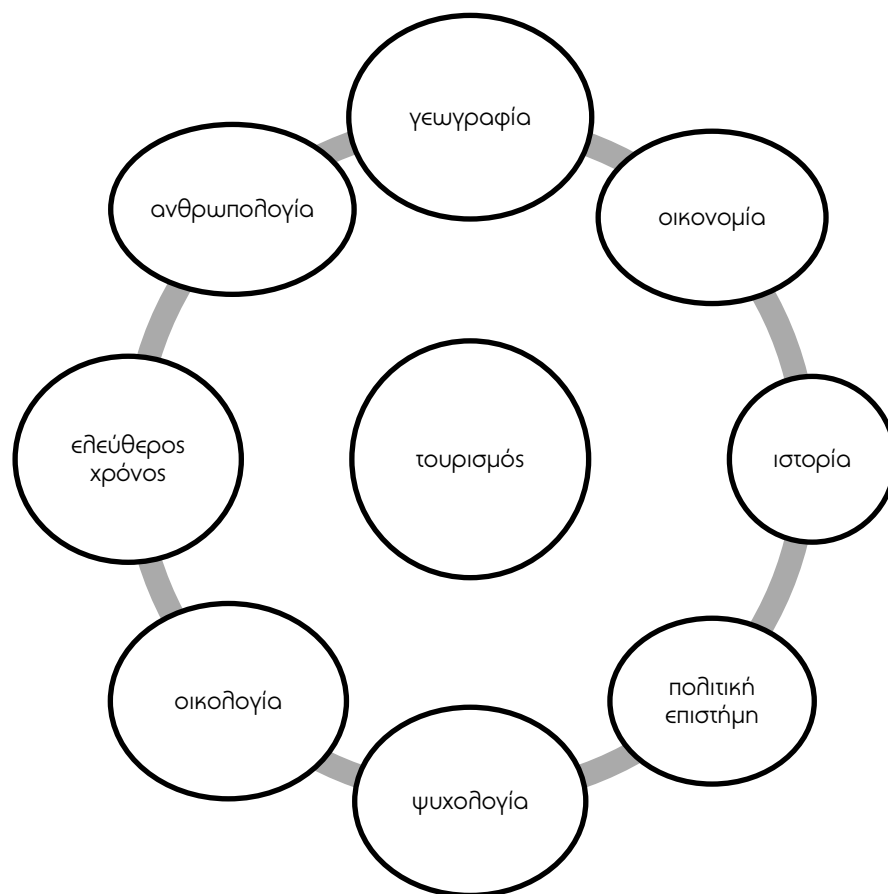 γεωγραφία
ανθρωπολογία
οικονομία
ελεύθερος
χρόνος
τουρισμός
ιστορία
οικολογία
πολιτική
επιστήμη
ψυχολογία